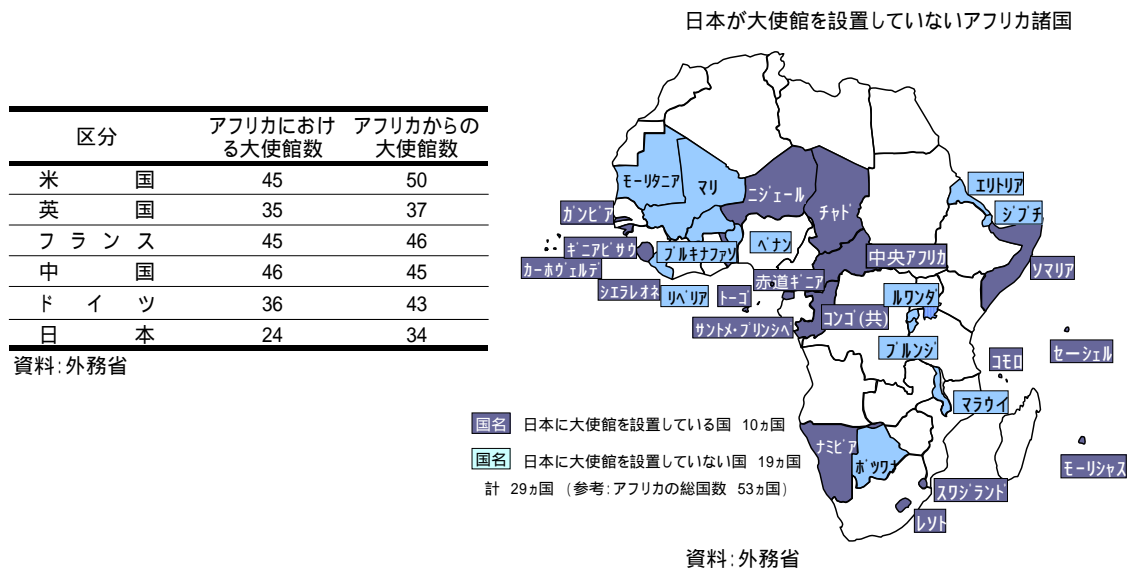 日本が大使館を設置していないアフリカ諸国
区分 アフリカにおける大使館数 アフリカからの大使館数
米国 45 50
英国 35 37
フランス 45 46
中国 46 45
ドイツ 36 43
日本 24 34
資料:外務省
モーリタニア
マリ
ニジェール
チャド
エリトリア
ジブチ
ガンビア
ギニアビサウ
カーホヴェルデ
ブルキナファソ
ベナン
中央アフリカ
ソマリア
シエラレオネ
リベリア
トーゴ
赤道ギニア
ルワンダ
サントメ・プリンシペ
コンゴ(共)
ブルンジ
コモロ
セーシェル
マラウイ
ナミビア
ボツワナ
モーリシャス
スワジランド
レソト
国名 日本に大使館を設置している国 10ヵ国
国名 日本に大使館を設置していない国 19ヵ国
計 29ヵ国 (参考:アフリカの総国数 53ヵ国)
資料:外務省